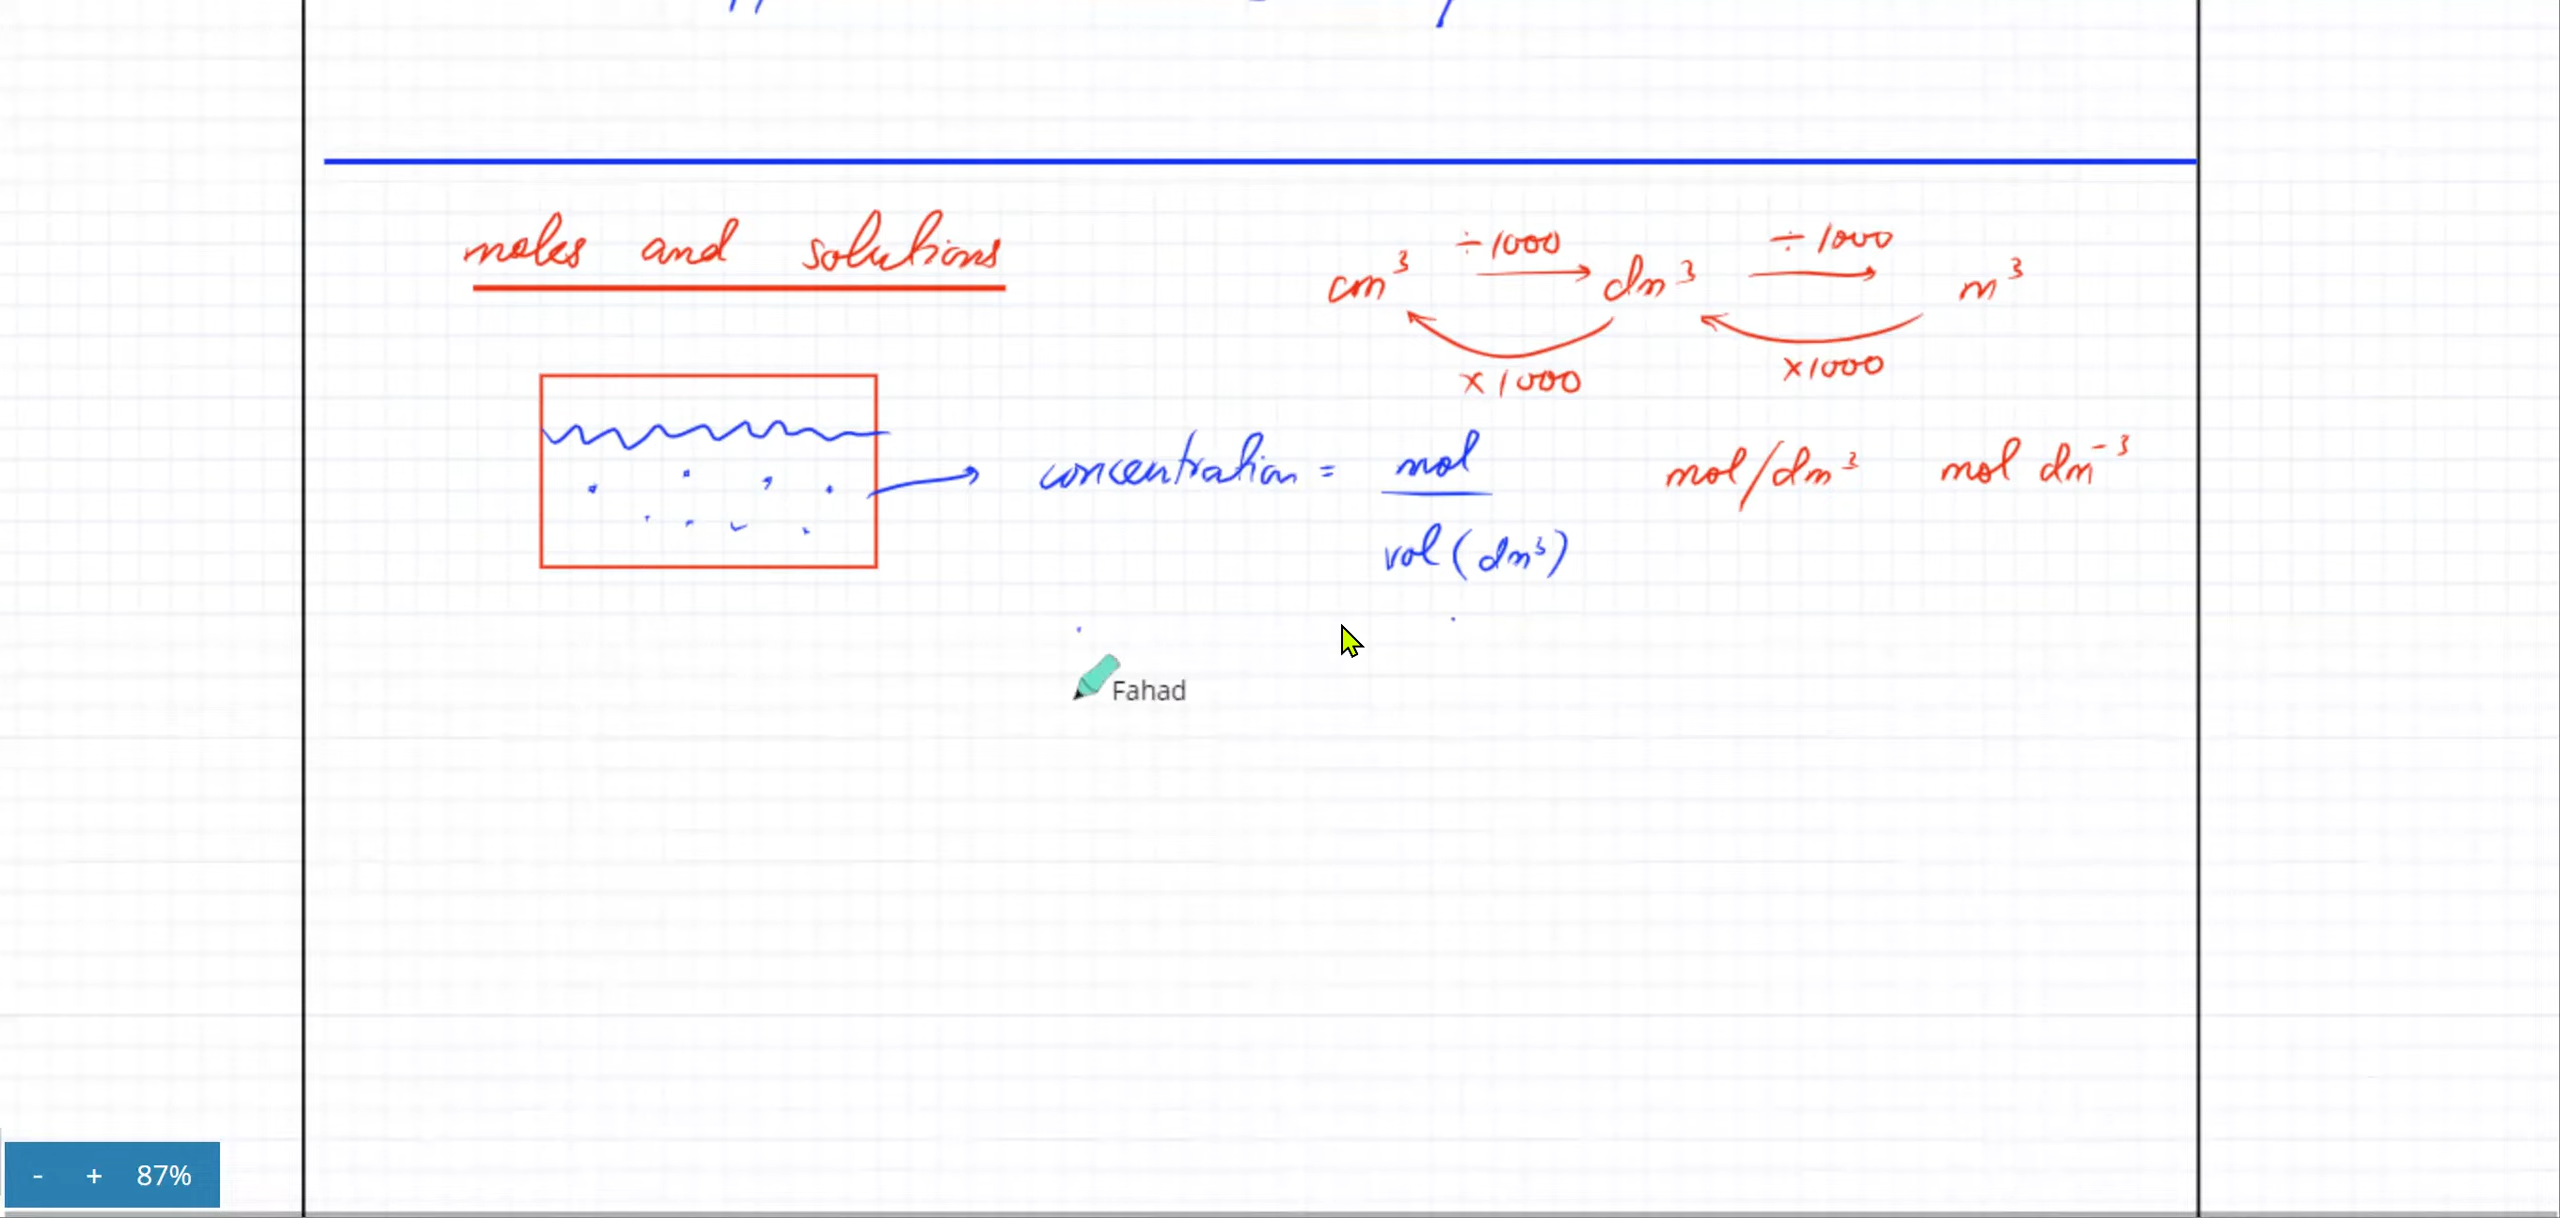 moles and solutions
÷1000 ÷1000
cm³ dm³ m³
×1000 ×1000
concentration = mol mol/dm³ mol dm⁻³
vol (dm³)
Fahad
- + 87%